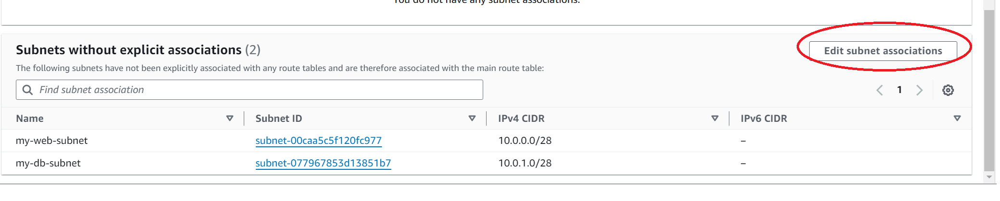 You do not have any subnet associations.
Subnets without explicit associations (2)
Edit subnet associations
The following subnets have not been explicitly associated with any route tables and are therefore associated with the main route table:
Find subnet association
1
Name Subnet ID IPv4 CIDR IPv6 CIDR
my-web-subnet subnet-00caa5c5f120fc977 10.0.0.0/28 –
my-db-subnet subnet-077967853d13851b7 10.0.1.0/28 –